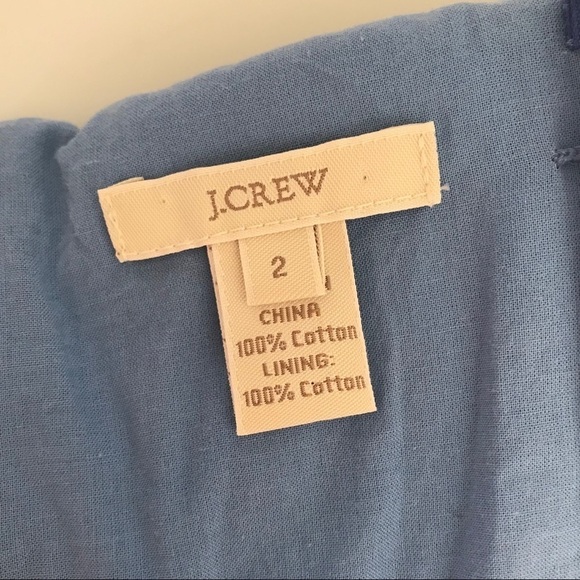 J.CREW
2
CHINA
100% Cotton
LINING:
100% Cotton